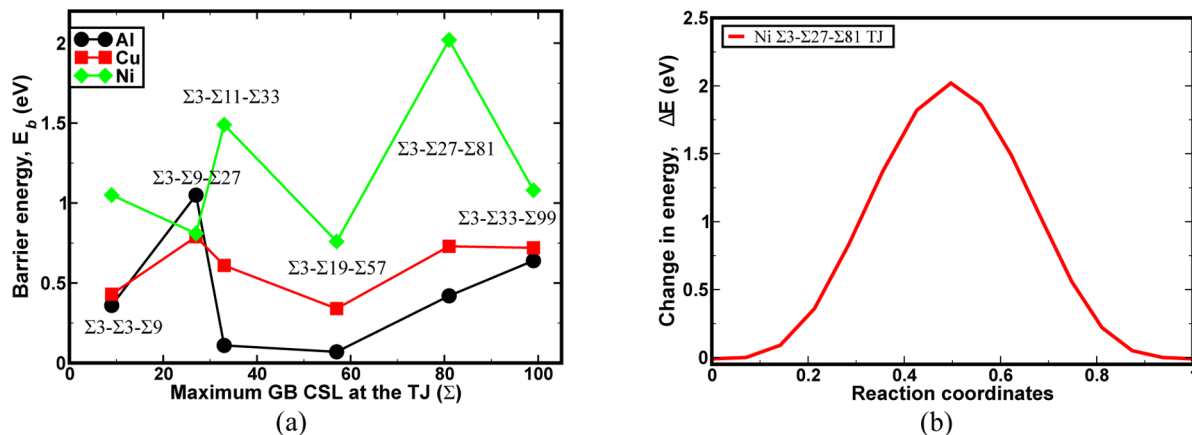 Al
Cu
Ni
Barrier energy, E_b (eV)
2
1.5
1
0.5
0
Σ3-Σ11-Σ33
Σ3-Σ27-Σ81
Σ3-Σ9-Σ27
Σ3-Σ33-Σ99
Σ3-Σ19-Σ57
Σ3-Σ3-Σ9
0 20 40 60 80 100
Maximum GB CSL at the TJ (Σ)
(a)
Ni Σ3-Σ27-Σ81 TJ
Change in energy, ΔE (eV)
2.5
2
1.5
1
0.5
0
0 0.2 0.4 0.6 0.8 1
Reaction coordinates
(b)